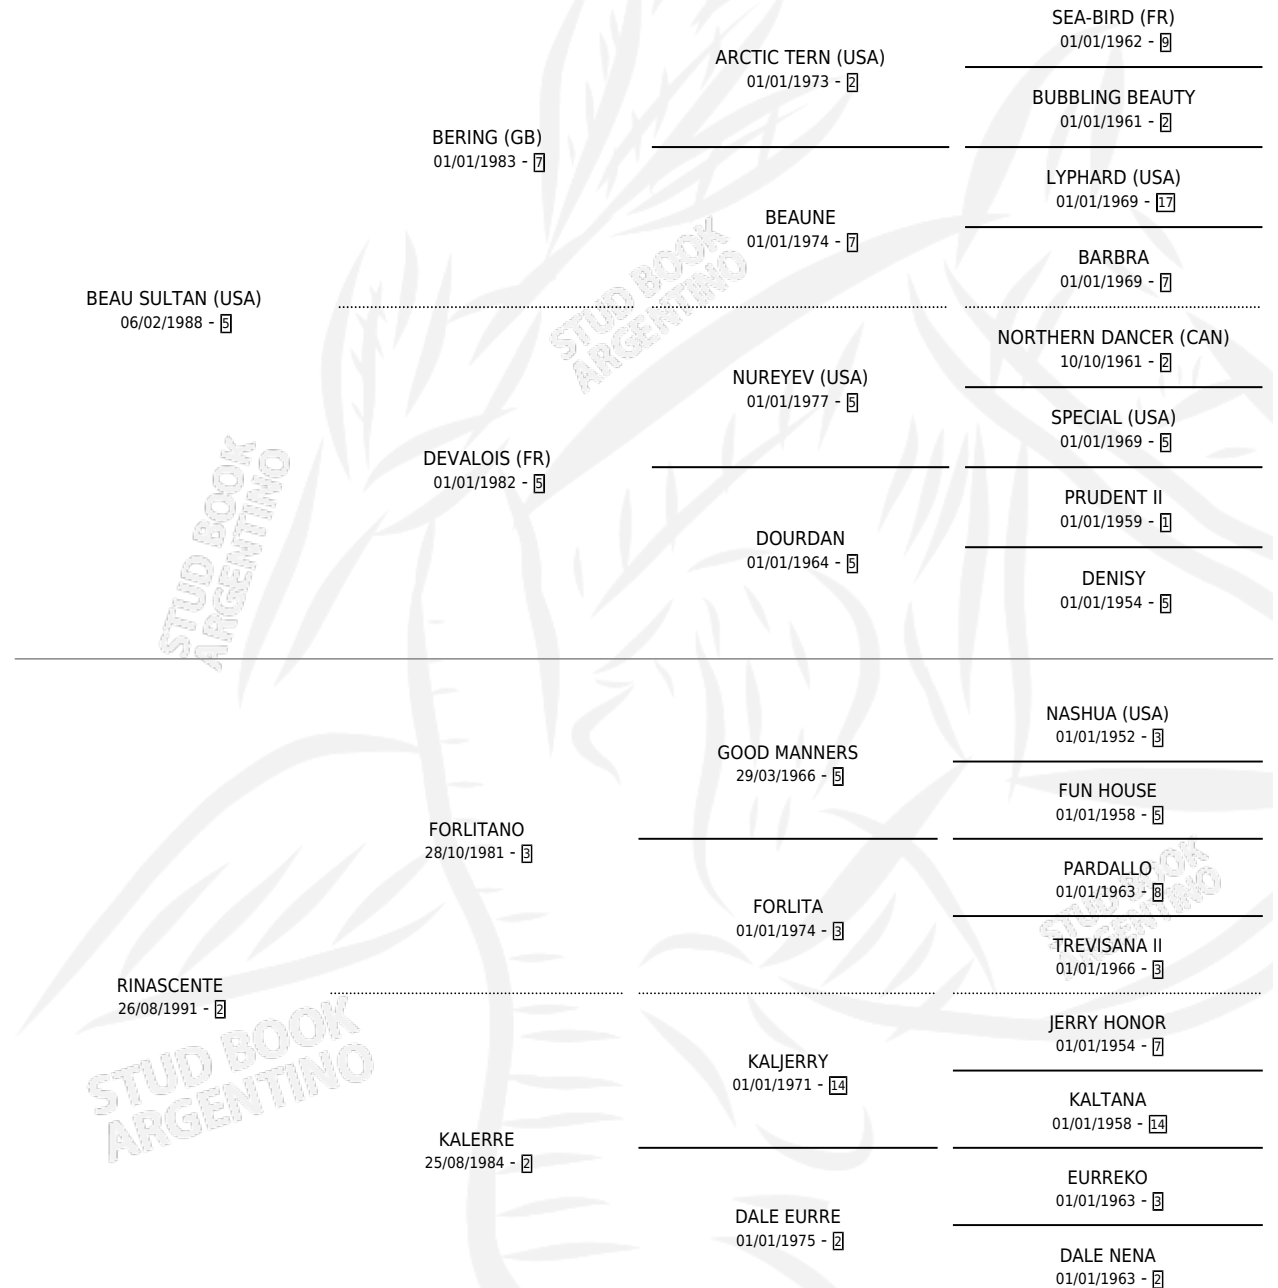 SEA-BIRD (FR)
01/01/1962 - 9
ARCTIC TERN (USA)
01/01/1973 - 2
BUBBLING BEAUTY
01/01/1961 - 2
BERING (GB)
01/01/1983 - 7
LYPHARD (USA)
01/01/1969 - 17
BEAUNE
01/01/1974 - 7
BARBRA
01/01/1969 - 7
BEAU SULTAN (USA)
06/02/1988 - 5
NORTHERN DANCER (CAN)
10/10/1961 - 2
NUREYEV (USA)
01/01/1977 - 5
SPECIAL (USA)
01/01/1969 - 5
DEVALOIS (FR)
01/01/1982 - 5
PRUDENT II
01/01/1959 - 1
DOURDAN
01/01/1964 - 5
DENISY
01/01/1954 - 5
NASHUA (USA)
01/01/1952 - 3
GOOD MANNERS
29/03/1966 - 5
FUN HOUSE
01/01/1958 - 5
FORLITANO
28/10/1981 - 3
PARDALLO
01/01/1963 - 8
FORLITA
01/01/1974 - 3
TREVISANA II
01/01/1966 - 3
RINASCENTE
26/08/1991 - 2
JERRY HONOR
01/01/1954 - 7
KALJERRY
01/01/1971 - 14
KALTANA
01/01/1958 - 14
KALERRE
25/08/1984 - 2
EURREKO
01/01/1963 - 3
DALE EURRE
01/01/1975 - 2
DALE NENA
01/01/1963 - 2
STUD BOOK
ARGENTINO
STUD BOOK
ARGENTINO
STUD BOOK
ARGENTINO
STUD BOOK
ARGENTINO